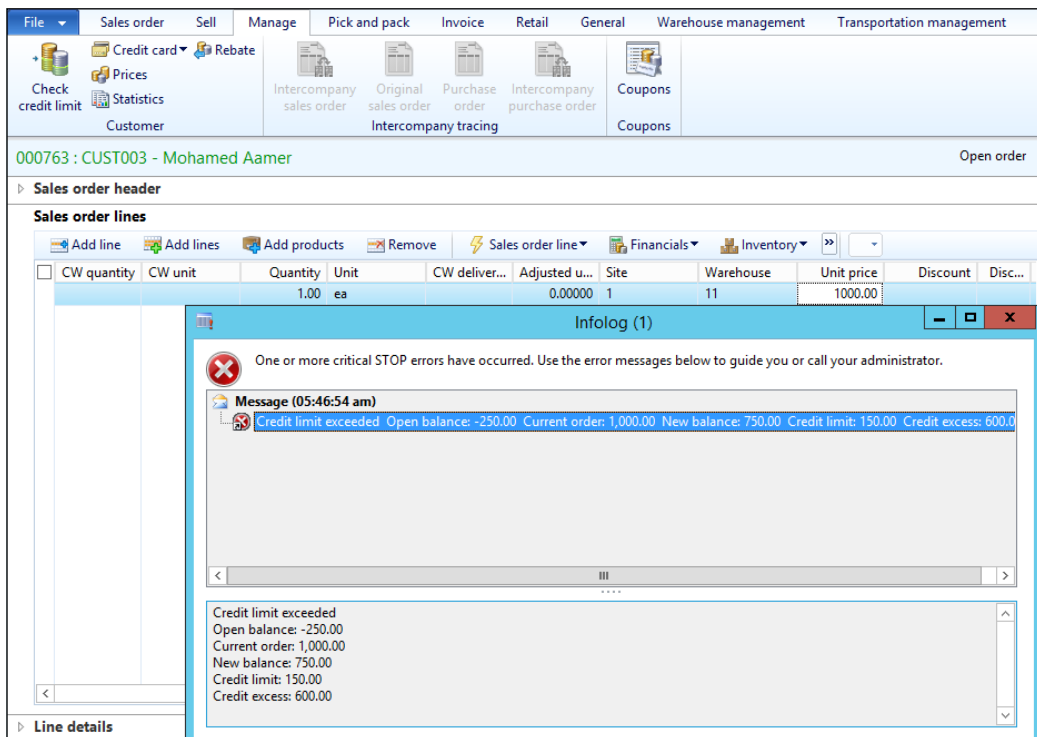 File Sales order Sell Manage Pick and pack Invoice Retail General Warehouse management Transportation management
Check credit limit
Credit card
Rebate
Prices
Statistics
Customer
Intercompany sales order
Original sales order
Purchase order
Intercompany purchase order
Intercompany tracing
Coupons
Coupons
000763 : CUST003 - Mohamed Aamer Open order
Sales order header
Sales order lines
Add line Add lines Add products Remove Sales order line Financials Inventory »
CW quantity CW unit Quantity Unit CW deliver... Adjusted u... Site Warehouse Unit price Discount Disc...
1.00 ea 0.00000 1 11 1000.00
Infolog (1)
One or more critical STOP errors have occurred. Use the error messages below to guide you or call your administrator.
Message (05:46:54 am)
Credit limit exceeded Open balance: -250.00 Current order: 1,000.00 New balance: 750.00 Credit limit: 150.00 Credit excess: 600.0
Credit limit exceeded
Open balance: -250.00
Current order: 1,000.00
New balance: 750.00
Credit limit: 150.00
Credit excess: 600.00
Line details